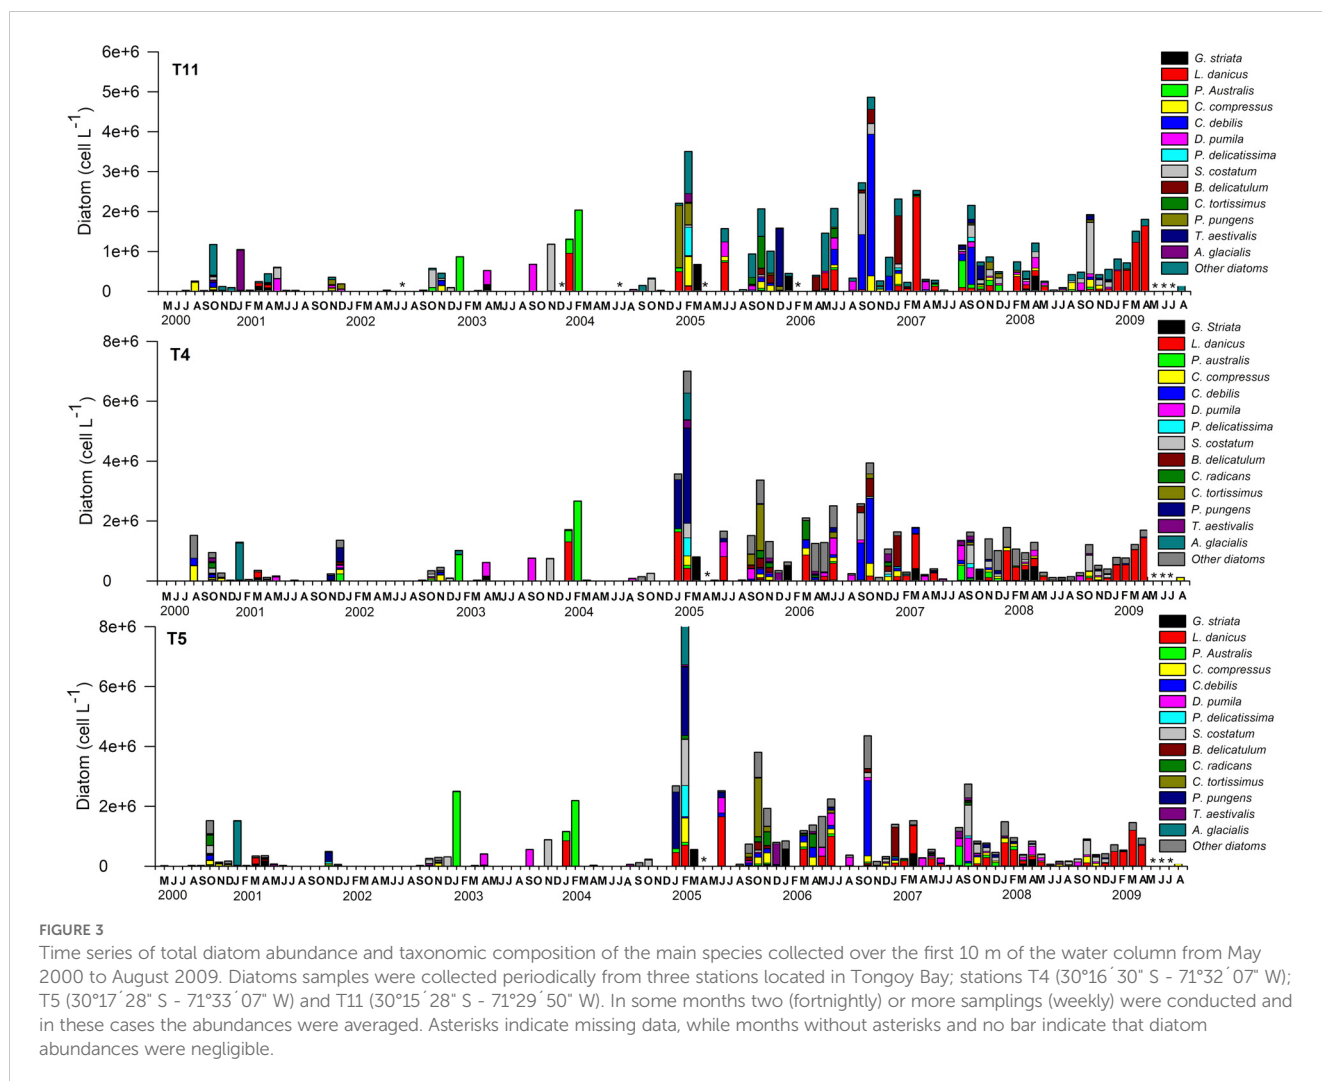 6e+6
T11
5e+6
4e+6
3e+6
2e+6
1e+6
0
Diatom (cell L-1)
G. striata
L. danicus
P. Australis
C. compressus
C. debilis
D. pumila
P. delicatissima
S. costatum
B. delicatulum
C. tortissimus
P. pungens
T. aestivalis
A. glacialis
Other diatoms
2000 2001 2002 2003 2004 2005 2006 2007 2008 2009
8e+6
T4
6e+6
4e+6
2e+6
0
Diatom (cell L-1)
G. Striata
L. danicus
P. australis
C. compressus
C. debilis
D. pumila
P. delicatissima
S. costatum
B. delicatulum
C. radicans
C. tortissimus
P. pungens
T. aestivalis
A. glacialis
Other diatoms
2000 2001 2002 2003 2004 2005 2006 2007 2008 2009
8e+6
T5
6e+6
4e+6
2e+6
0
Diatom (cell L-1)
G. striata
L. danicus
P. Australis
C. compressus
C.debilis
D. pumila
P. delicatissima
S. costatum
B. delicatulum
C. radicans
C. tortissimus
P. pungens
T. aestivalis
A. glacialis
Other diatoms
2000 2001 2002 2003 2004 2005 2006 2007 2008 2009
FIGURE 3
Time series of total diatom abundance and taxonomic composition of the main species collected over the first 10 m of the water column from May
2000 to August 2009. Diatoms samples were collected periodically from three stations located in Tongoy Bay; stations T4 (30°16´30" S - 71°32´07" W);
T5 (30°17´28" S - 71°33´07" W) and T11 (30°15´28" S - 71°29´50" W). In some months two (fortnightly) or more samplings (weekly) were conducted and
in these cases the abundances were averaged. Asterisks indicate missing data, while months without asterisks and no bar indicate that diatom
abundances were negligible.